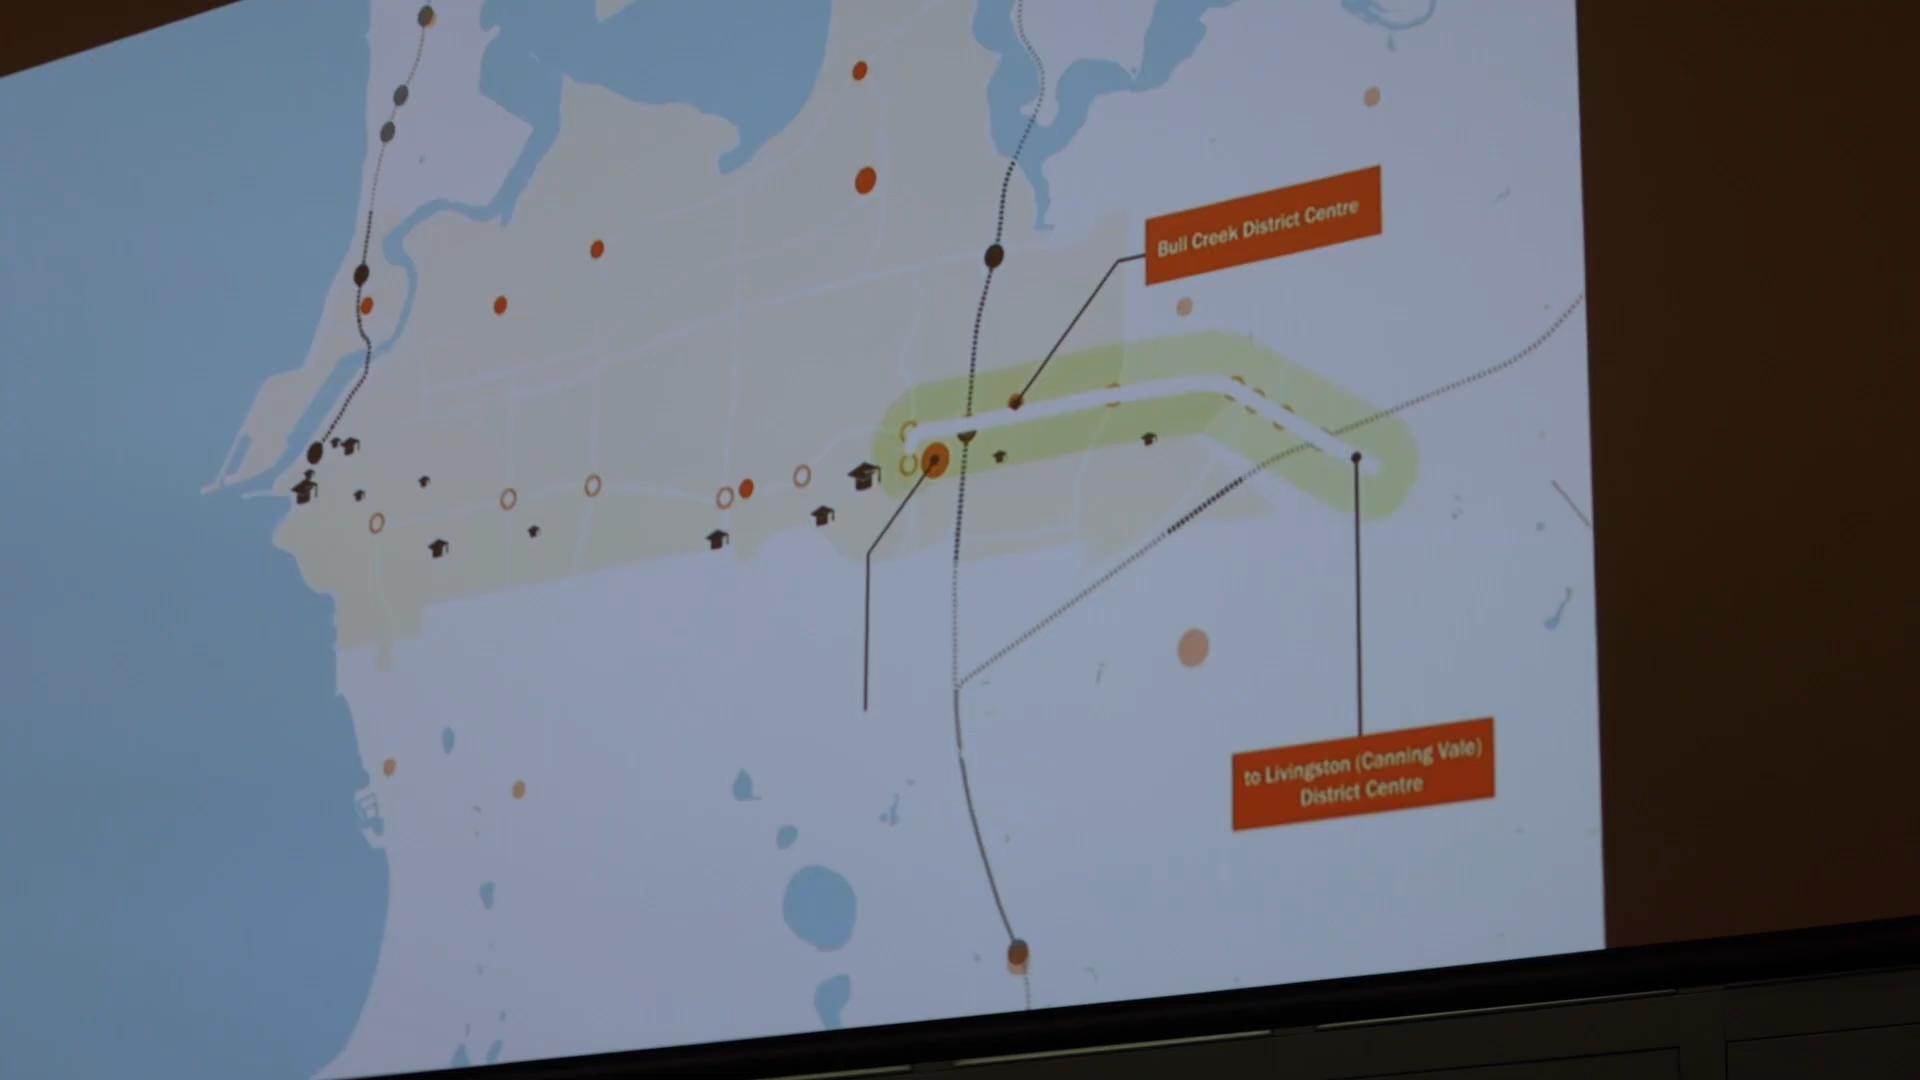 Bull Creek District Centre
to Livingston (Canning Vale)
District Centre